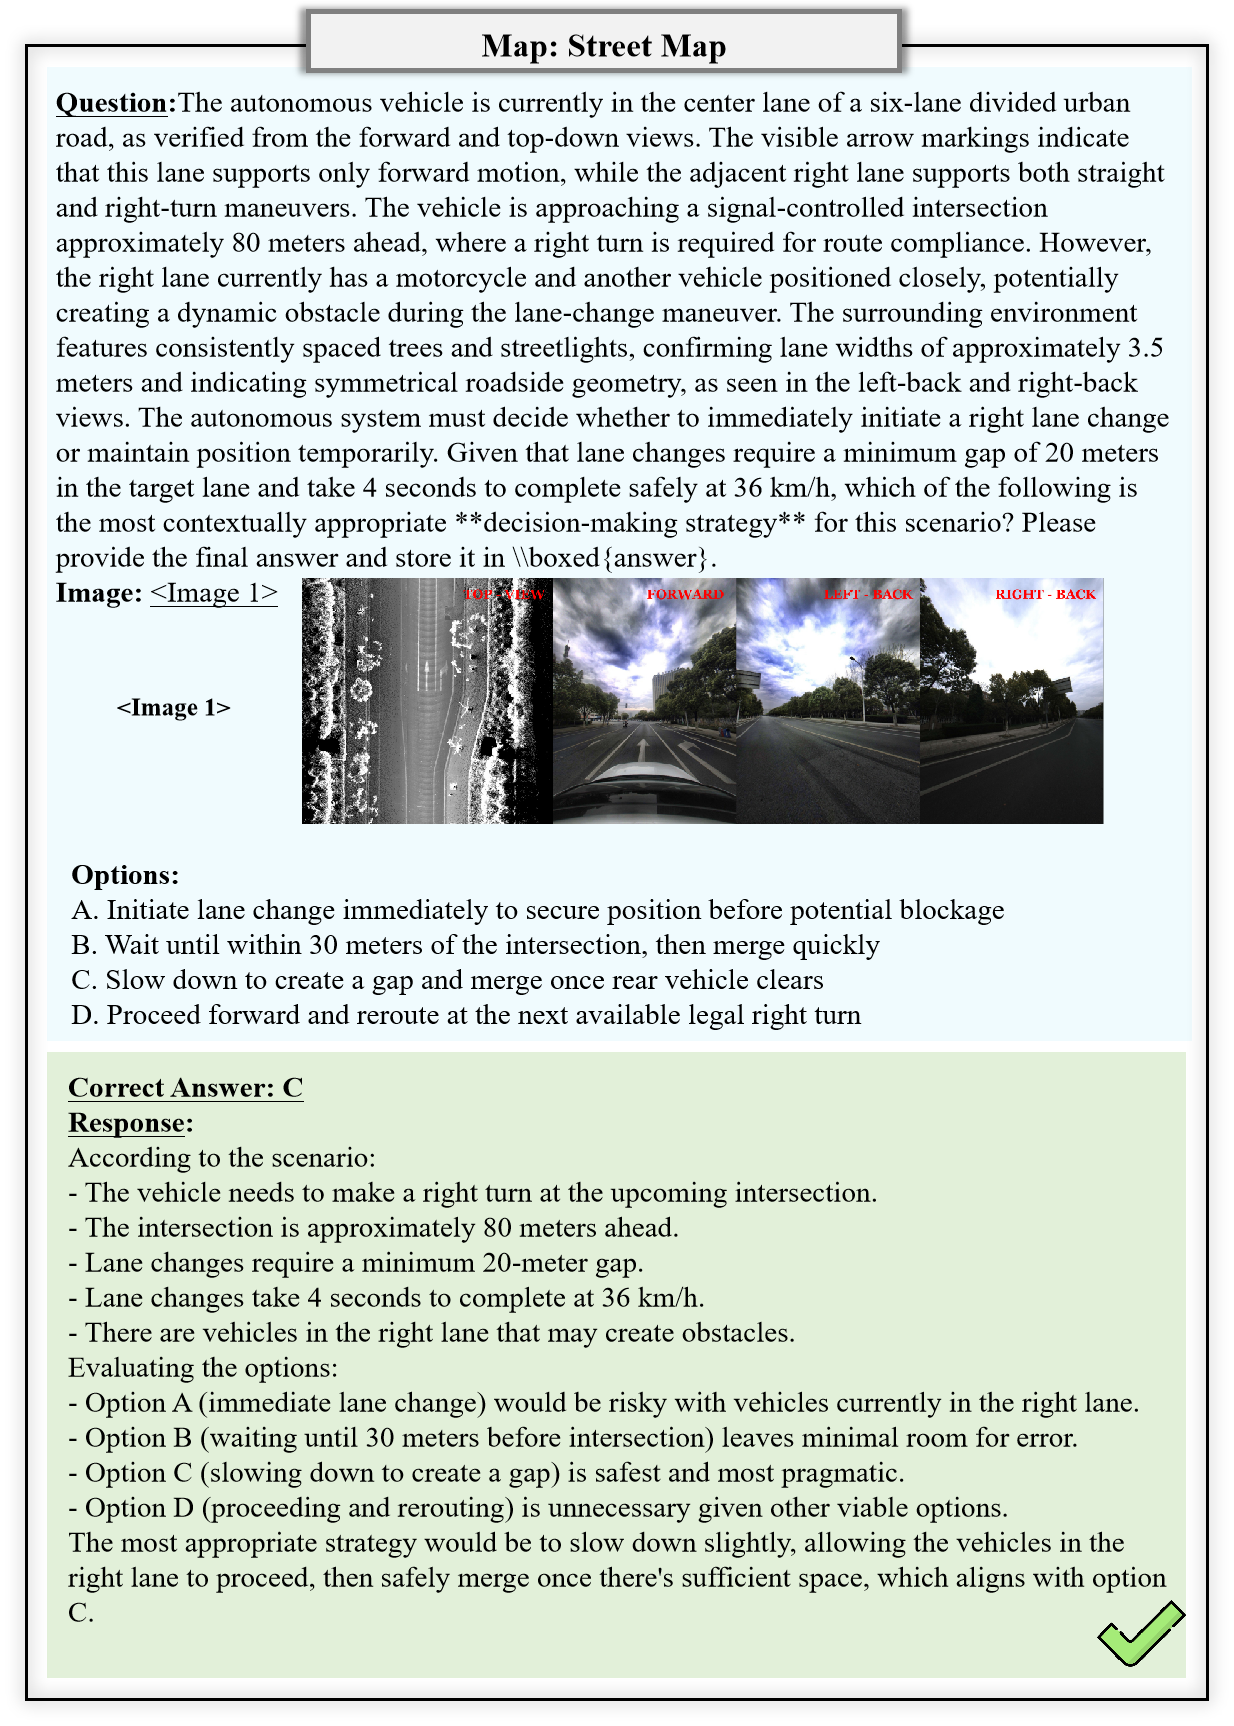 Map: Street Map
Question:The autonomous vehicle is currently in the center lane of a six-lane divided urban
road, as verified from the forward and top-down views. The visible arrow markings indicate
that this lane supports only forward motion, while the adjacent right lane supports both straight
and right-turn maneuvers. The vehicle is approaching a signal-controlled intersection
approximately 80 meters ahead, where a right turn is required for route compliance. However,
the right lane currently has a motorcycle and another vehicle positioned closely, potentially
creating a dynamic obstacle during the lane-change maneuver. The surrounding environment
features consistently spaced trees and streetlights, confirming lane widths of approximately 3.5
meters and indicating symmetrical roadside geometry, as seen in the left-back and right-back
views. The autonomous system must decide whether to immediately initiate a right lane change
or maintain position temporarily. Given that lane changes require a minimum gap of 20 meters
in the target lane and take 4 seconds to complete safely at 36 km/h, which of the following is
the most contextually appropriate **decision-making strategy** for this scenario? Please
provide the final answer and store it in \\boxed{answer}.
Image: <Image 1>
TOP - VIEW
FORWARD
LEFT - BACK
RIGHT - BACK
<Image 1>
Options:
A. Initiate lane change immediately to secure position before potential blockage
B. Wait until within 30 meters of the intersection, then merge quickly
C. Slow down to create a gap and merge once rear vehicle clears
D. Proceed forward and reroute at the next available legal right turn
Correct Answer: C
Response:
According to the scenario:
- The vehicle needs to make a right turn at the upcoming intersection.
- The intersection is approximately 80 meters ahead.
- Lane changes require a minimum 20-meter gap.
- Lane changes take 4 seconds to complete at 36 km/h.
- There are vehicles in the right lane that may create obstacles.
Evaluating the options:
- Option A (immediate lane change) would be risky with vehicles currently in the right lane.
- Option B (waiting until 30 meters before intersection) leaves minimal room for error.
- Option C (slowing down to create a gap) is safest and most pragmatic.
- Option D (proceeding and rerouting) is unnecessary given other viable options.
The most appropriate strategy would be to slow down slightly, allowing the vehicles in the
right lane to proceed, then safely merge once there's sufficient space, which aligns with option
C.